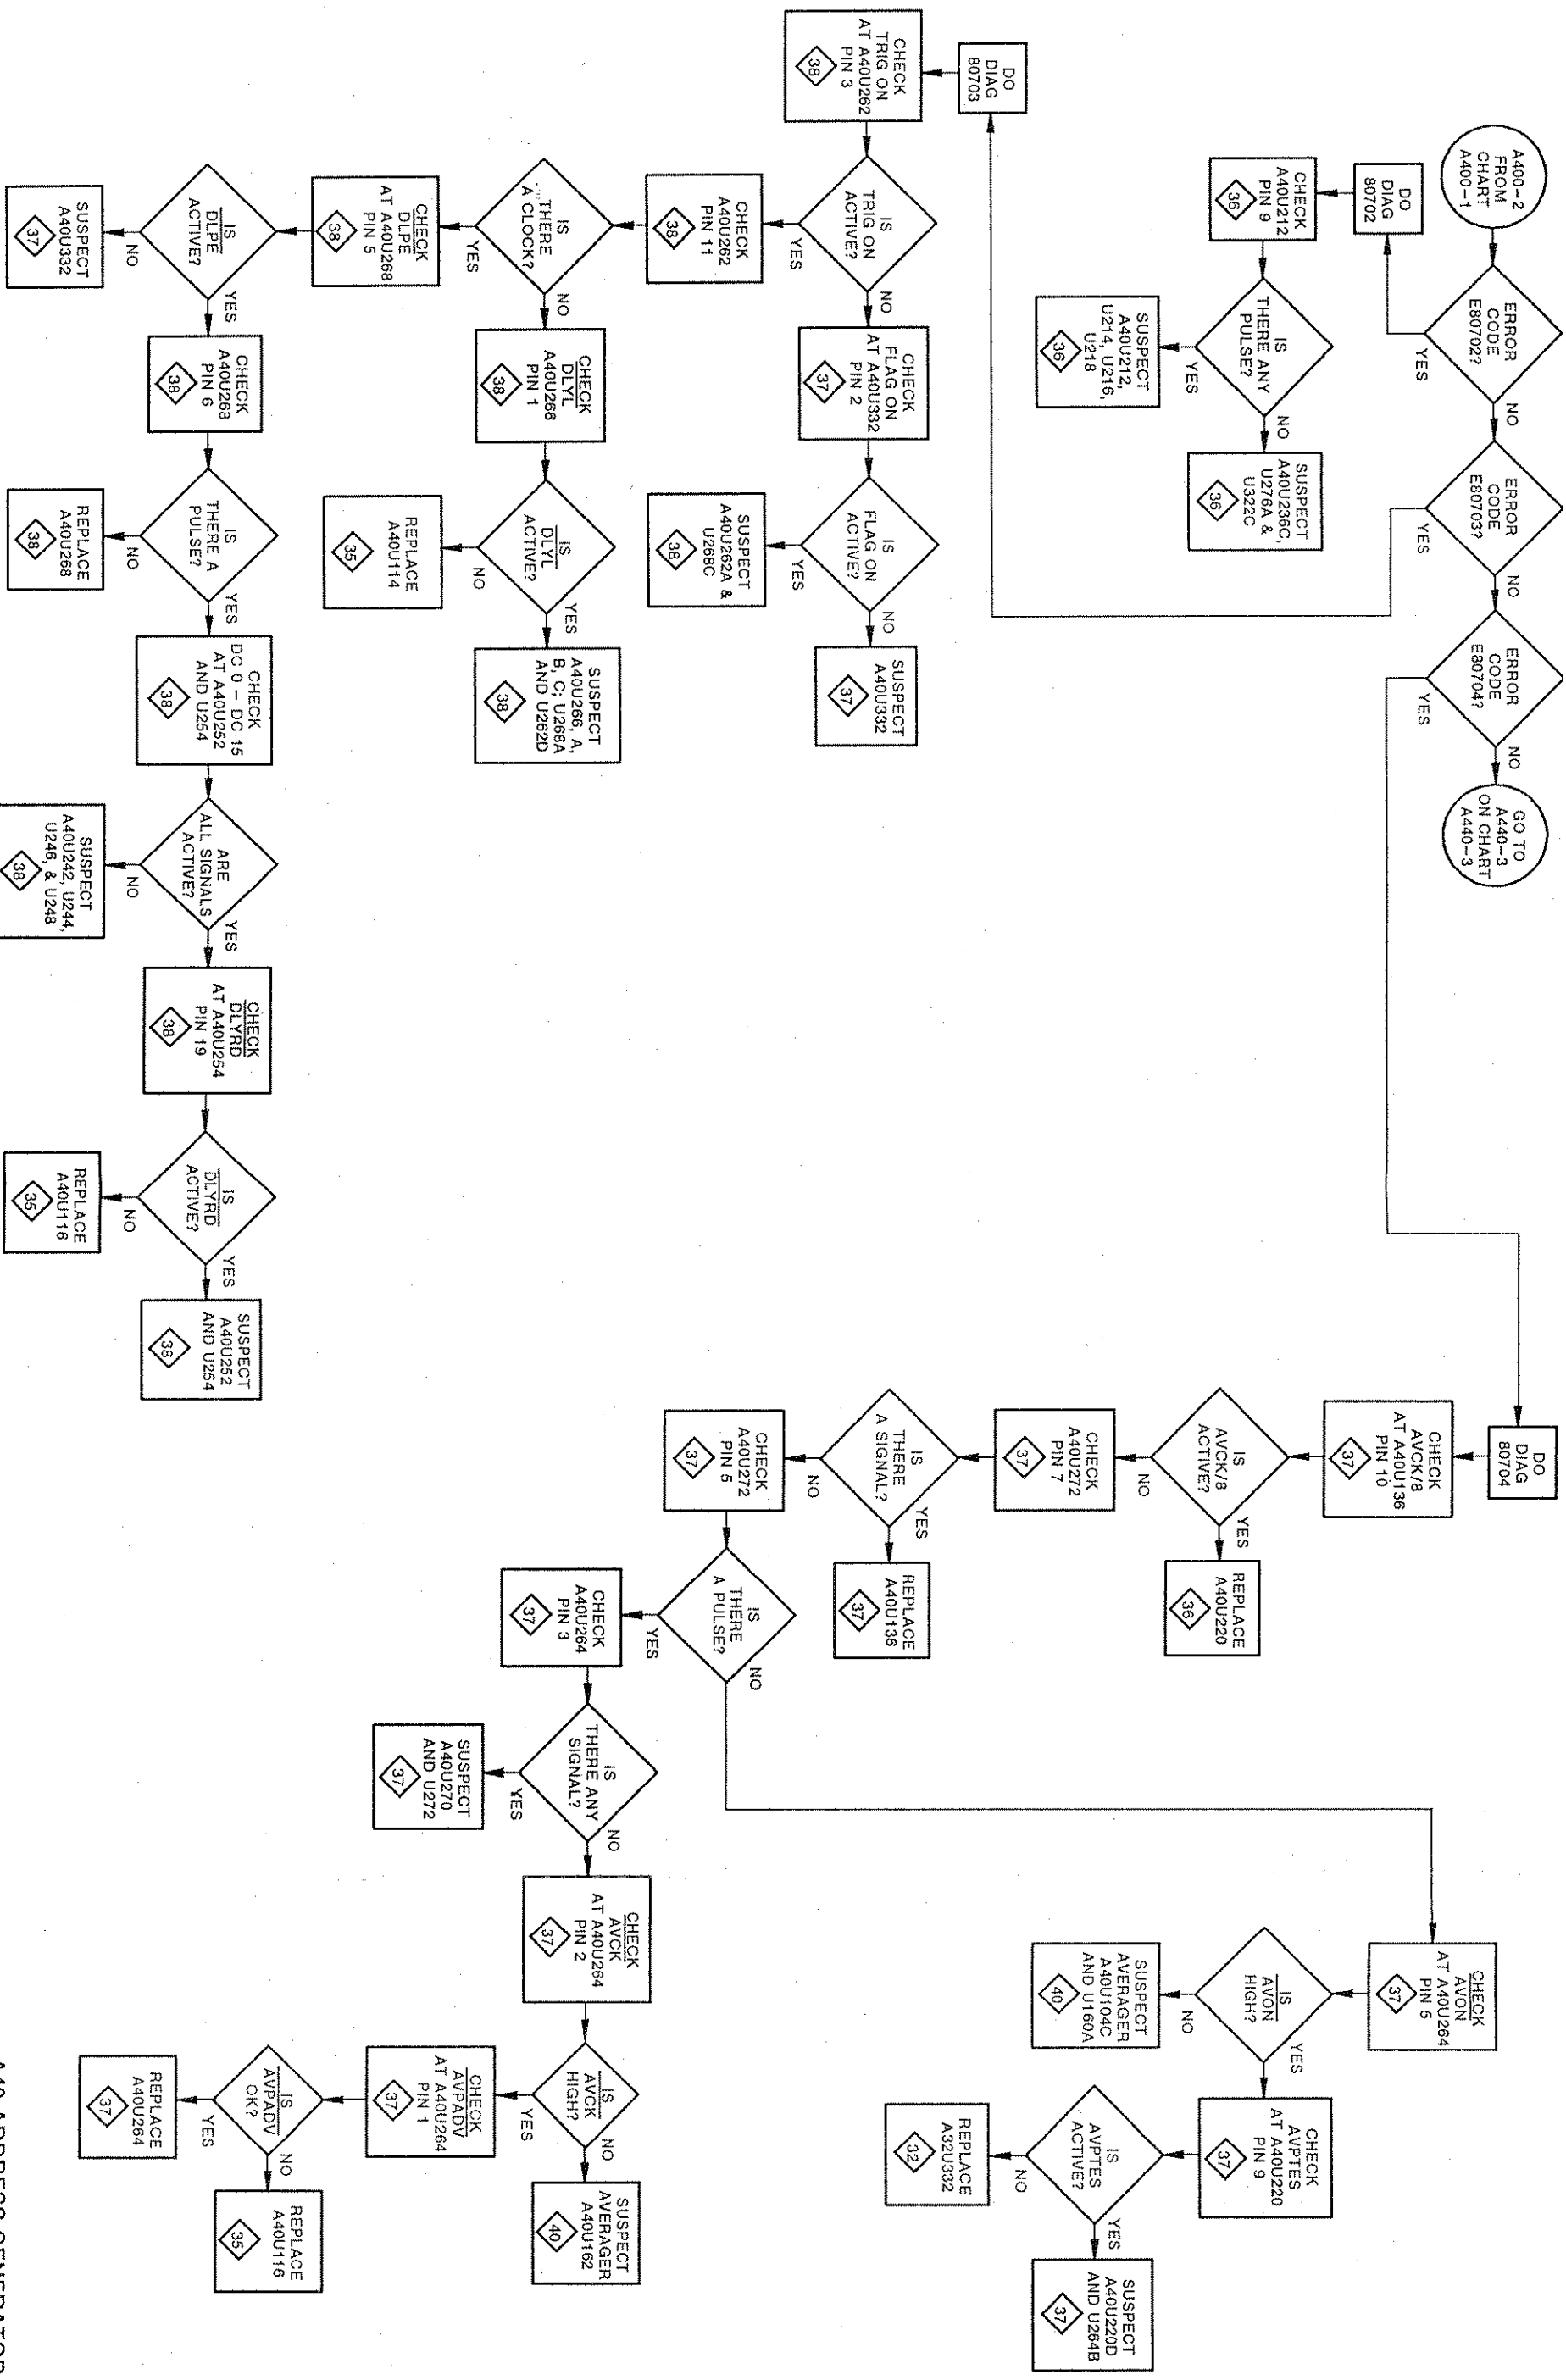 A400-2
FROM
CHART
A400-1
ERROR
CODE
E80702?
YES
NO
ERROR
CODE
E80703?
YES
NO
ERROR
CODE
E80704?
YES
NO
GO TO
A440-3
ON CHART
A440-3
DO
DIAG
80702
CHECK
A40U212
PIN 9
36
IS
THERE ANY
PULSE?
YES
NO
SUSPECT
A40U212,
U214, U216,
U218
36
SUSPECT
A40U236C,
U276A &
U322C
36
DO
DIAG
80703
CHECK
TRIG ON
AT A40U262
PIN 3
38
IS
TRIG ON
ACTIVE?
YES
NO
CHECK
FLAG ON
AT A40U332
PIN 2
37
IS
FLAG ON
ACTIVE?
YES
NO
SUSPECT
A40U262A &
U268C
38
SUSPECT
A40U332
37
CHECK
A40U262
PIN 11
38
IS
THERE
A CLOCK?
YES
NO
CHECK
DLYL
A40U266
PIN 1
38
IS
DLYL
ACTIVE?
NO
YES
REPLACE
A40U114
35
SUSPECT
A40U266, A,
B, C; U268A
AND U262D
38
CHECK
DLPE
AT A40U268
PIN 5
38
IS
DLPE
ACTIVE?
NO
YES
SUSPECT
A40U332
37
CHECK
A40U268
PIN 6
38
IS
THERE A
PULSE?
NO
YES
REPLACE
A40U268
38
CHECK
DC 0 - DC 15
AT A40U252
AND U254
38
ARE
ALL SIGNALS
ACTIVE?
NO
YES
SUSPECT
A40U242, U244,
U246, & U248
38
CHECK
DLYRD
AT A40U254
PIN 19
38
IS
DLYRD
ACTIVE?
NO
YES
REPLACE
A40U116
35
SUSPECT
A40U252
AND U254
38
DO
DIAG
80704
CHECK
AVCK/8
AT A40U136
PIN 10
37
IS
AVCK/8
ACTIVE?
NO
YES
REPLACE
A40U220
36
CHECK
A40U272
PIN 7
37
IS
THERE
A SIGNAL?
NO
YES
REPLACE
A40U136
37
CHECK
A40U272
PIN 5
37
IS
THERE
A PULSE?
YES
NO
CHECK
A40U264
PIN 3
37
IS
THERE ANY
SIGNAL?
YES
NO
SUSPECT
A40U270
AND U272
37
CHECK
AVCK
AT A40U264
PIN 2
37
IS
AVCK
HIGH?
YES
NO
SUSPECT
AVERAGER
A40U162
40
CHECK
AVPADV
AT A40U264
PIN 1
37
IS
AVPADV
OK?
YES
NO
REPLACE
A40U264
37
REPLACE
A40U116
35
CHECK
AVON
AT A40U264
PIN 5
37
IS
AVON
HIGH?
NO
YES
SUSPECT
AVERAGER
A40U104C
AND U160A
40
CHECK
AVPTES
AT A40U220
PIN 9
37
IS
AVPTES
ACTIVE?
NO
YES
REPLACE
A32U332
32
SUSPECT
A40U220D
AND U264B
37
A40 ADDRESS GENERATOR